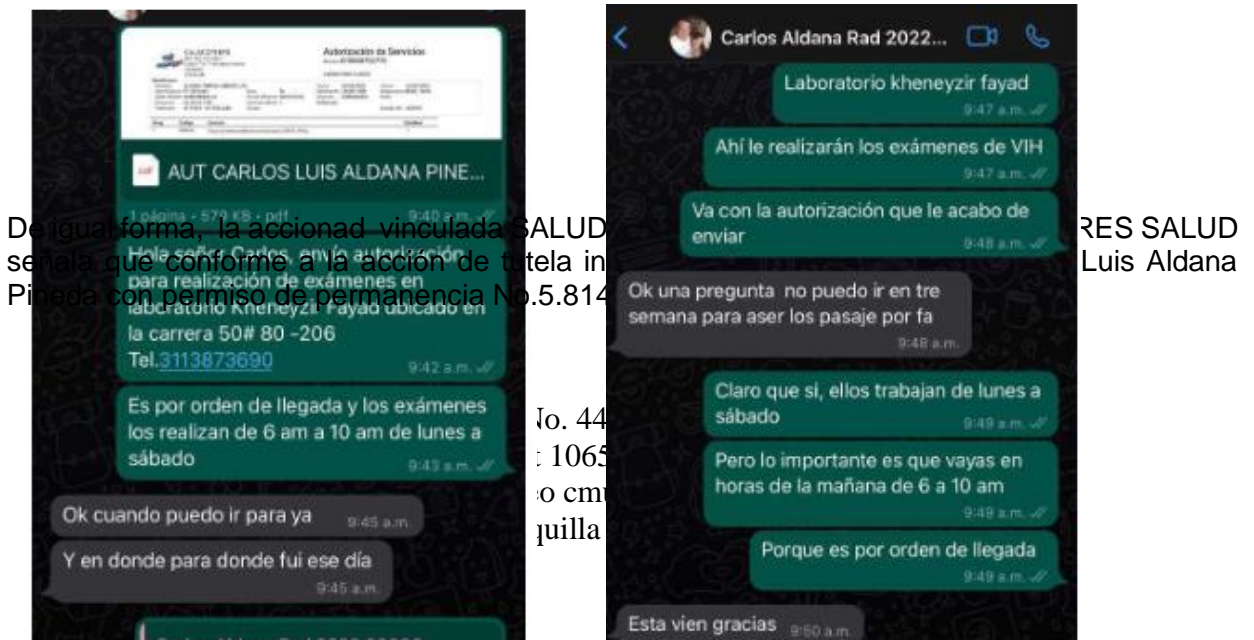 Autorización de Servicios
AUT CARLOS LUIS ALDANA PINE...
1 página - 579 KB - pdf
9:40 a.m.
Hola señor Carlos, envío autorización
para realización de exámenes en
laboratorio Kheneyzir Fayad ubicado en
la carrera 50# 80 -206
Tel.3113873690
9:42 a.m.
Es por orden de llegada y los exámenes
los realizan de 6 am a 10 am de lunes a
sábado
9:43 a.m.
Ok cuando puedo ir para ya
9:45 a.m.
Y en donde para donde fui ese día
9:45 a.m.
Carlos Aldana Rad 2022...
Laboratorio kheneyzir fayad
9:47 a.m.
Ahí le realizarán los exámenes de VIH
9:47 a.m.
Va con la autorización que le acabo de
enviar
9:48 a.m.
Ok una pregunta no puedo ir en tre
semana para aser los pasaje por fa
9:48 a.m.
Claro que si, ellos trabajan de lunes a
sábado
9:49 a.m.
Pero lo importante es que vayas en
horas de la mañana de 6 a 10 am
9:49 a.m.
Porque es por orden de llegada
9:49 a.m.
Esta vien gracias
9:50 a.m.
De igual forma, la accionad vinculada SALUD RES SALUD
señala que conforme a la acción de tutela in Luis Aldana
Pineda con permiso de permanencia No.5.814
No. 44
1065
cm
quilla